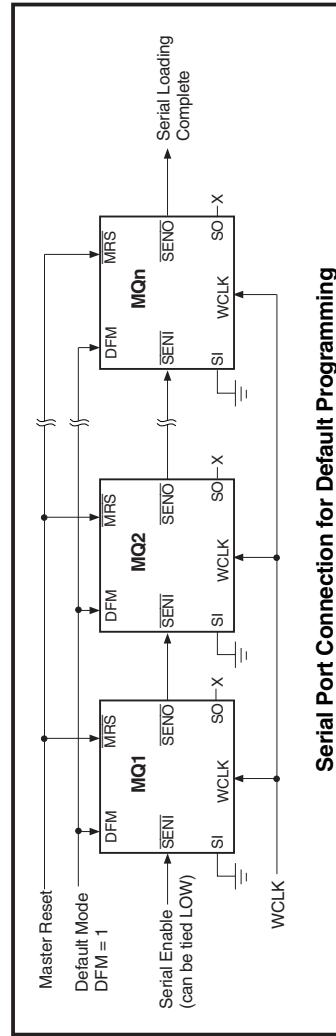 Master Reset
Default Mode
DFM = 1
Serial Enable
(can be tied LOW)
WCLK
DFM
MRS
MQ1
SENI
SENO
SI
WCLK
SO
X
DFM
MRS
MQ2
SENI
SENO
SI
WCLK
SO
X
DFM
MRS
MQn
SENI
SENO
SI
WCLK
SO
X
Serial Loading
Complete
Serial Port Connection for Default Programming